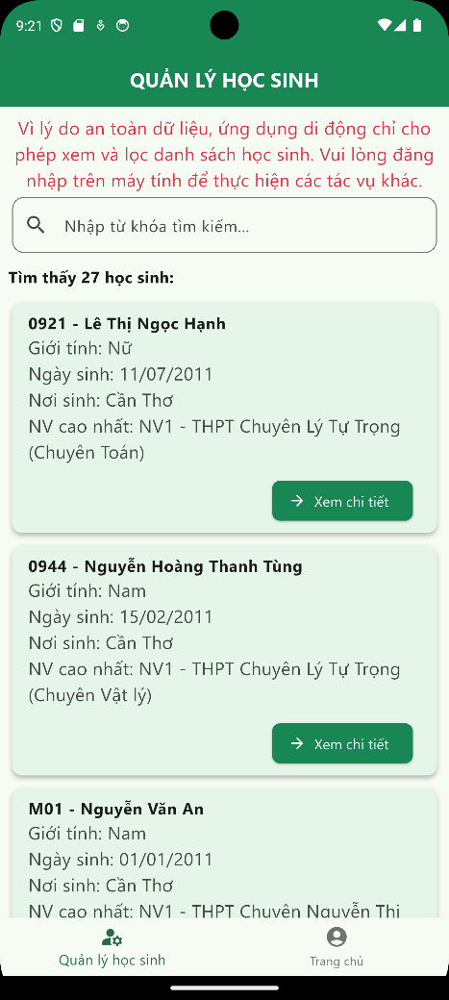 9:21
QUẢN LÝ HỌC SINH
Vì lý do an toàn dữ liệu, ứng dụng di động chỉ cho
phép xem và lọc danh sách học sinh. Vui lòng đăng
nhập trên máy tính để thực hiện các tác vụ khác.
Nhập từ khóa tìm kiếm...
Tìm thấy 27 học sinh:
0921 - Lê Thị Ngọc Hạnh
Giới tính: Nữ
Ngày sinh: 11/07/2011
Nơi sinh: Cần Thơ
NV cao nhất: NV1 - THPT Chuyên Lý Tự Trọng
(Chuyên Toán)
Xem chi tiết
0944 - Nguyễn Hoàng Thanh Tùng
Giới tính: Nam
Ngày sinh: 15/02/2011
Nơi sinh: Cần Thơ
NV cao nhất: NV1 - THPT Chuyên Lý Tự Trọng
(Chuyên Vật lý)
Xem chi tiết
M01 - Nguyễn Văn An
Giới tính: Nam
Ngày sinh: 01/01/2011
Nơi sinh: Cần Thơ
NV cao nhất: NV1 - THPT Chuyên Nguyễn Thị
Quản lý học sinh
Trang chủ